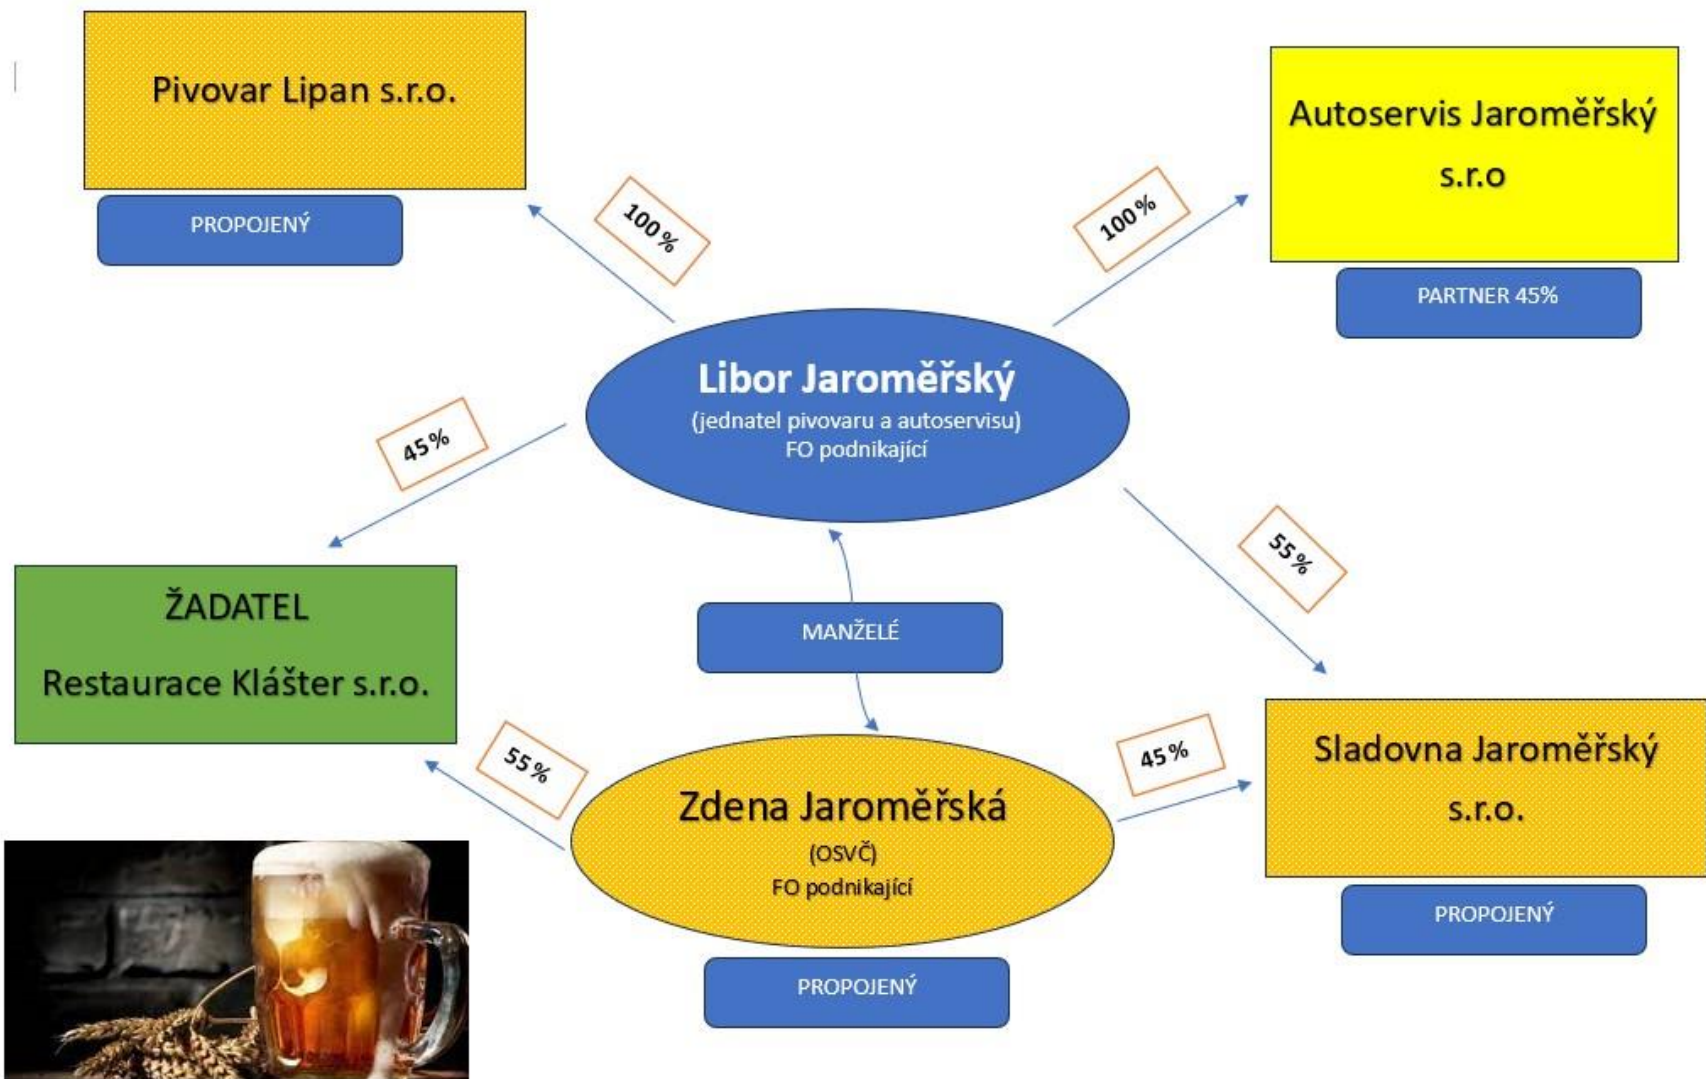 Pivovar Lipan s.r.o.
PROPOJENÝ
100%
100%
Autoservis Jaroměřský
s.r.o
PARTNER 45%
Libor Jaroměřský
(jednatel pivovaru a autoservisu)
FO podnikající
45%
55%
ŽADATEL
Restaurace Klášter s.r.o.
MANŽELÉ
55%
Zdena Jaroměřská
(OSVČ)
FO podnikající
PROPOJENÝ
45%
Sladovna Jaroměřský
s.r.o.
PROPOJENÝ